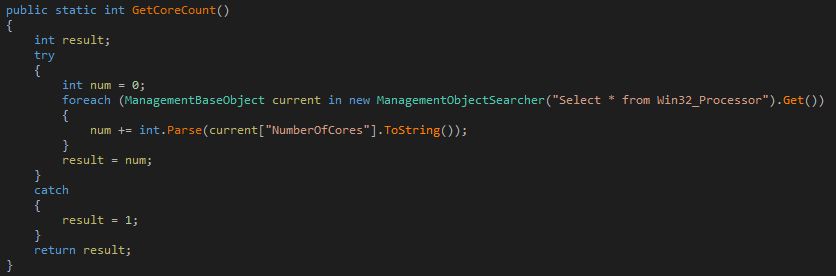 public static int GetCoreCount()
{
    int result;
    try
    {
        int num = 0;
        foreach (ManagementBaseObject current in new ManagementObjectSearcher("Select * from Win32_Processor").Get())
        {
            num += int.Parse(current["NumberOfCores"].ToString());
        }
        result = num;
    }
    catch
    {
        result = 1;
    }
    return result;
}